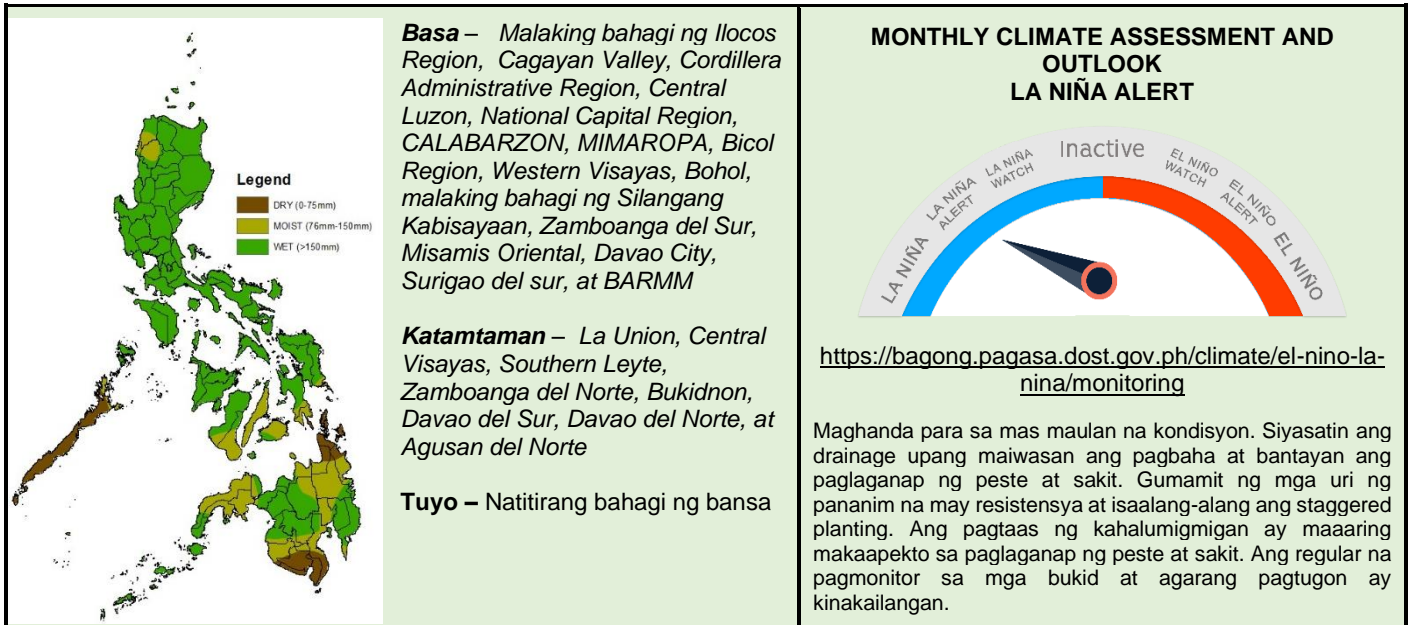 Legend
DRY (0-75mm)
MOIST (76mm-150mm)
WET (>150mm)
Basa – Malaking bahagi ng Ilocos
Region, Cagayan Valley, Cordillera
Administrative Region, Central
Luzon, National Capital Region,
CALABARZON, MIMAROPA, Bicol
Region, Western Visayas, Bohol,
malaking bahagi ng Silangang
Kabisayaan, Zamboanga del Sur,
Misamis Oriental, Davao City,
Surigao del sur, at BARMM
Katamtaman – La Union, Central
Visayas, Southern Leyte,
Zamboanga del Norte, Bukidnon,
Davao del Sur, Davao del Norte, at
Agusan del Norte
Tuyo – Natitirang bahagi ng bansa
MONTHLY CLIMATE ASSESSMENT AND
OUTLOOK
LA NIÑA ALERT
LA NIÑA
LA NIÑA
ALERT
LA NIÑA
WATCH
Inactive
EL NIÑO
WATCH
EL NIÑO
ALERT
EL NIÑO
https://bagong.pagasa.dost.gov.ph/climate/el-nino-la-
nina/monitoring
Maghanda para sa mas maulan na kondisyon. Siyasatin ang
drainage upang maiwasan ang pagbaha at bantayan ang
paglaganap ng peste at sakit. Gumamit ng mga uri ng
pananim na may resistensya at isaalang-alang ang staggered
planting. Ang pagtaas ng kahalumigmigan ay maaaring
makaapekto sa paglaganap ng peste at sakit. Ang regular na
pagmonitor sa mga bukid at agarang pagtugon ay
kinakailangan.